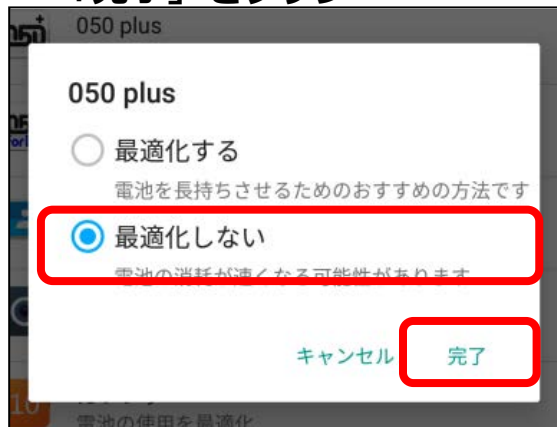 050 plus
050 plus
最適化する
電池を長持ちさせるためのおすすめの方法です
最適化しない
電池の消耗が速くなる可能性があります
キャンセル 完了
電池の使用を最適化